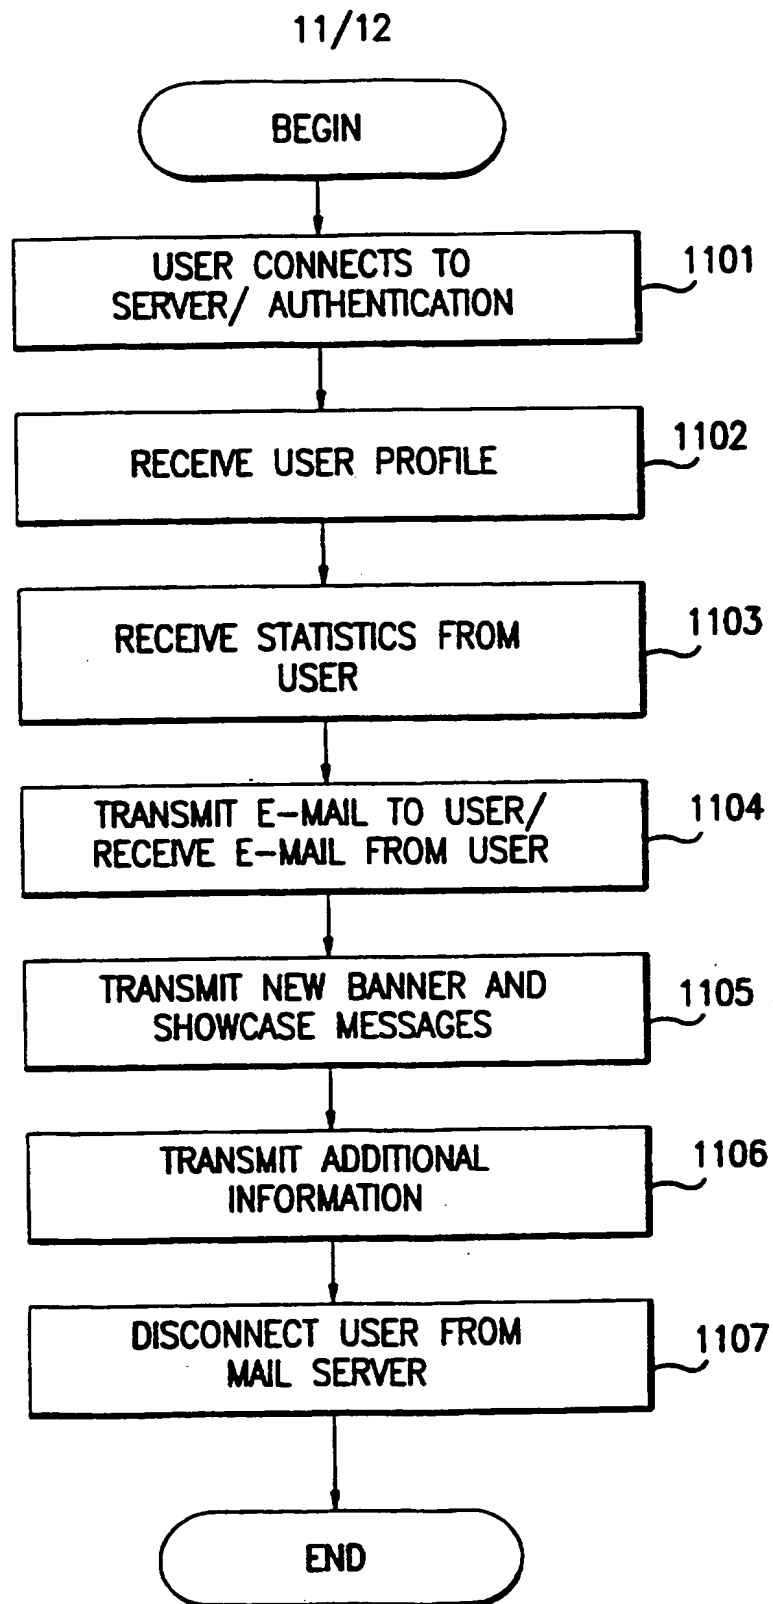 11/12
BEGIN
USER CONNECTS TO
SERVER/ AUTHENTICATION
1101
RECEIVE USER PROFILE
1102
RECEIVE STATISTICS FROM
USER
1103
TRANSMIT E-MAIL TO USER/
RECEIVE E-MAIL FROM USER
1104
TRANSMIT NEW BANNER AND
SHOWCASE MESSAGES
1105
TRANSMIT ADDITIONAL
INFORMATION
1106
DISCONNECT USER FROM
MAIL SERVER
1107
END